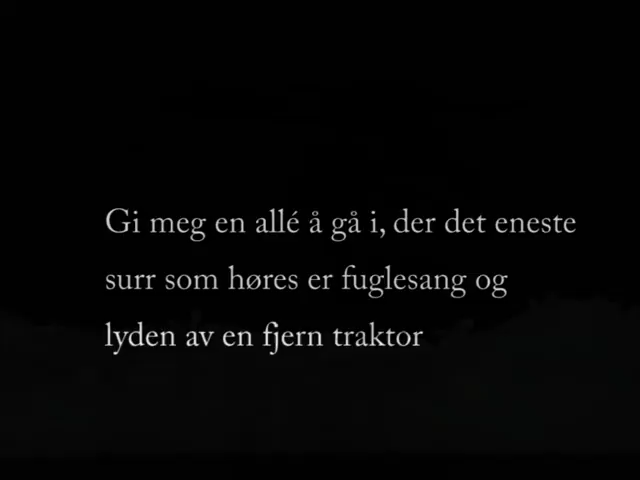 Gi meg en allé å gå i, der det eneste
surr som høres er fuglesang og
lyden av en fjern traktor